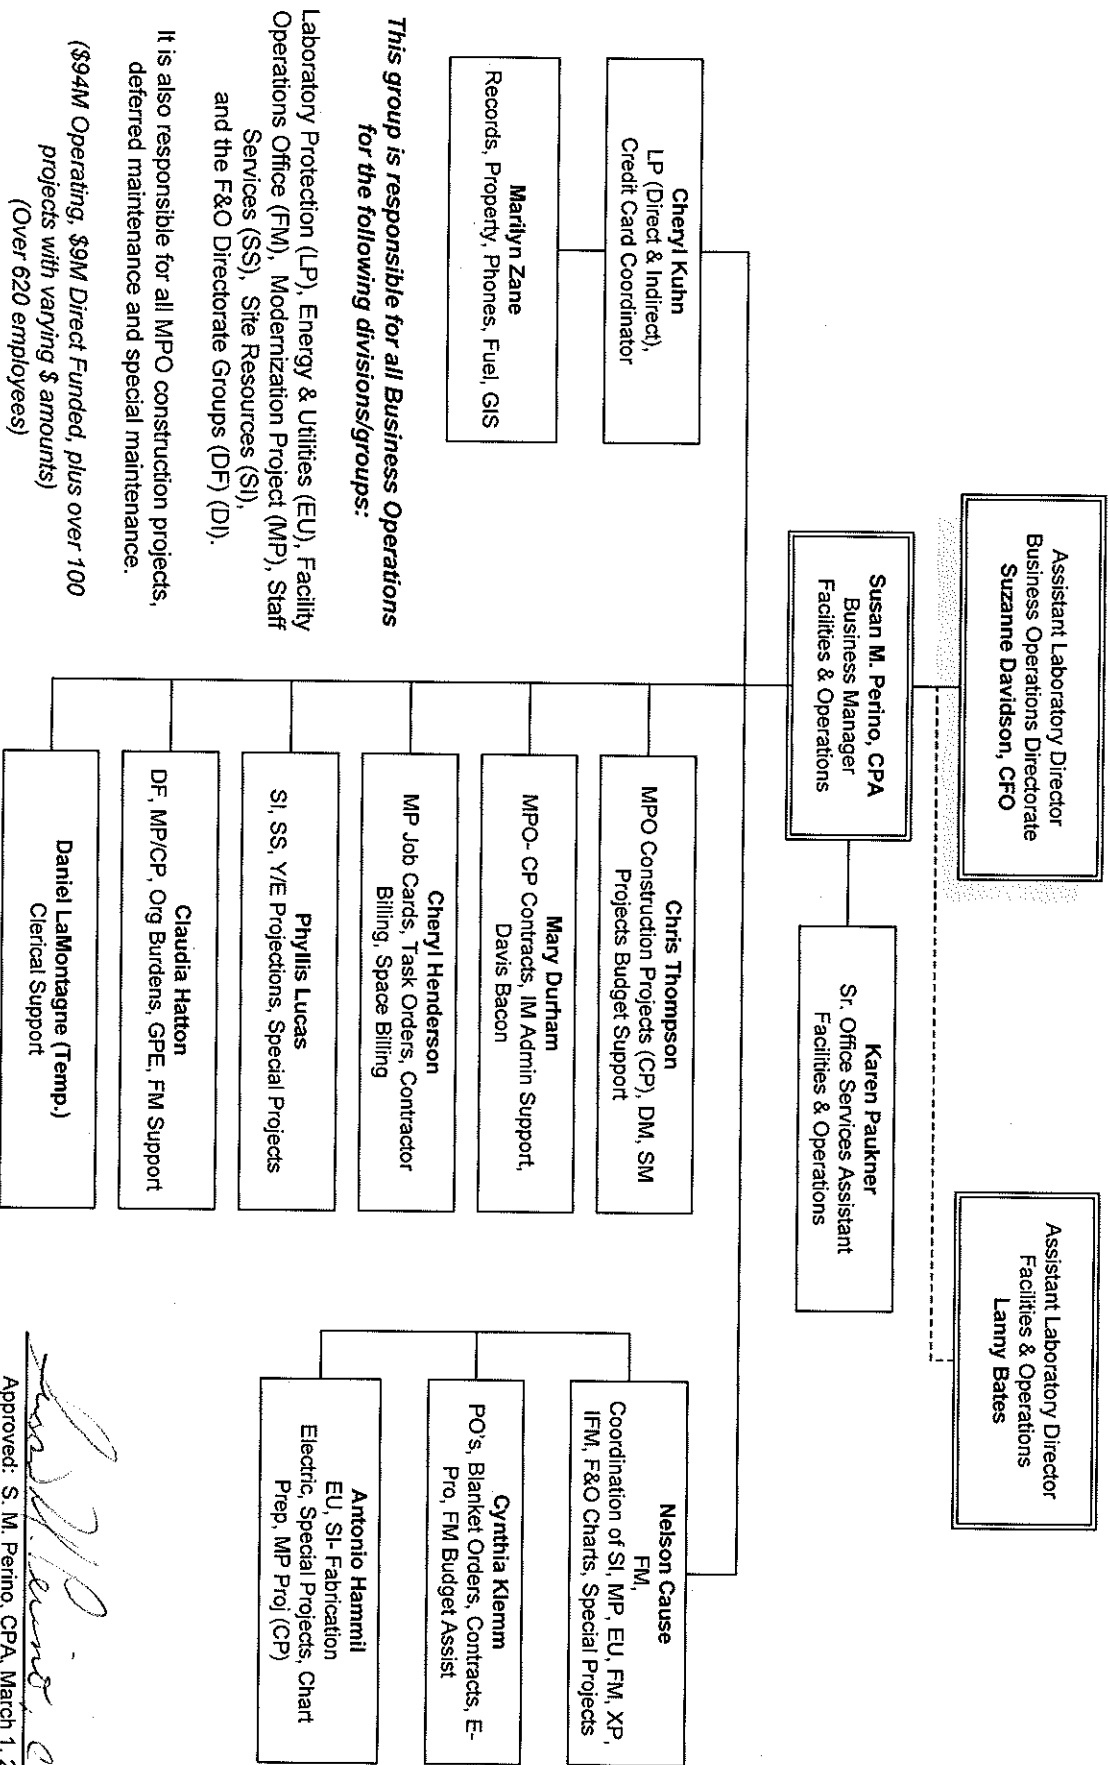 Assistant Laboratory Director
Business Operations Directorate
Suzanne Davidson, CFO
Assistant Laboratory Director
Facilities & Operations
Lanny Bates
Susan M. Perino, CPA
Business Manager
Facilities & Operations
Karen Paukner
Sr. Office Services Assistant
Facilities & Operations
Cheryl Kuhn
LP (Direct & Indirect),
Credit Card Coordinator
Marilyn Zane
Records, Property, Phones, Fuel, GIS
Chris Thompson
MPO Construction Projects (CP), DM, SM
Projects Budget Support
Mary Durham
MPO- CP Contracts, IM Admin Support,
Davis Bacon
Cheryl Henderson
MP Job Cards, Task Orders, Contractor
Billing, Space Billing
Phyllis Lucas
SI, SS, Y/E Projections, Special Projects
Claudia Hatton
DF, MP/CP, Org Burdens, GPE, FM Support
Daniel LaMontagne (Temp.)
Clerical Support
Nelson Cause
FM,
Coordination of SI, MP, EU, FM, XP,
IFM, F&O Charts, Special Projects
Cynthia Klemm
PO's, Blanket Orders, Contracts, E-
Pro, FM Budget Assist
Antonio Hammil
EU, SI- Fabrication
Electric, Special Projects, Chart
Prep, MP Proj (CP)
This group is responsible for all Business Operations
for the following divisions/groups:
Laboratory Protection (LP), Energy & Utilities (EU), Facility
Operations Office (FM), Modernization Project (MP), Staff
Services (SS), Site Resources (SI),
and the F&O Directorate Groups (DF) (DI).
It is also responsible for all MPO construction projects,
deferred maintenance and special maintenance.
($94M Operating, $9M Direct Funded, plus over 100
projects with varying $ amounts)
(Over 620 employees)
Approved: S. M. Perino, CPA, March 1,